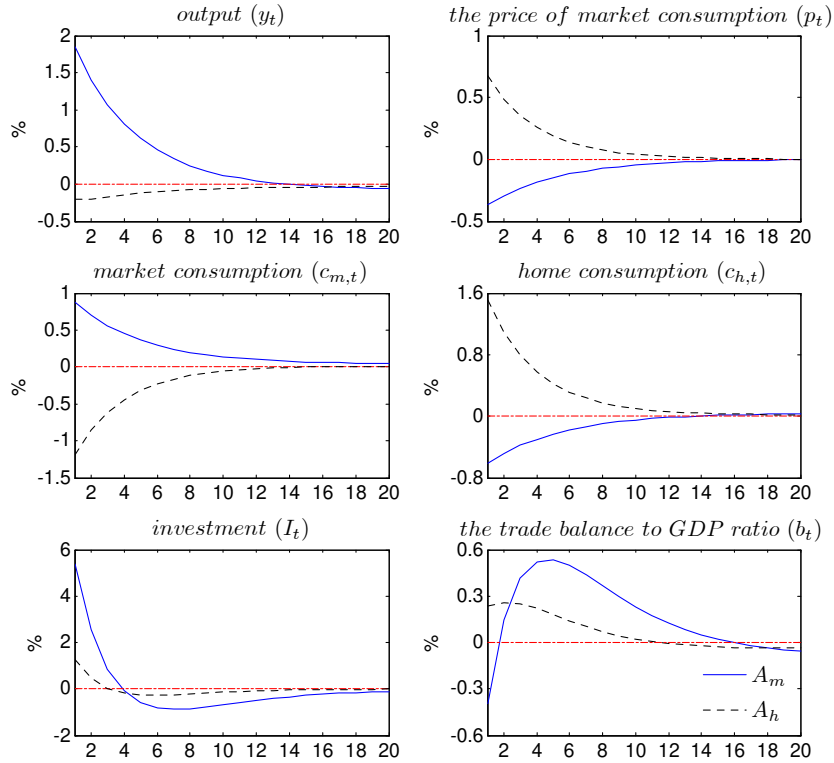 output (y_t)
2
1.5
1
0.5
0
-0.5
%
2 4 6 8 10 12 14 16 18 20
the price of market consumption (p_t)
1
0.5
0
0.5
%
2 4 6 8 10 12 14 16 18 20
market consumption (c_{m,t})
1
0.5
0
-0.5
-1
-1.5
%
2 4 6 8 10 12 14 16 18 20
home consumption (c_{h,t})
1.6
0.8
0
-0.8
%
2 4 6 8 10 12 14 16 18 20
investment (I_t)
6
4
2
0
-2
%
2 4 6 8 10 12 14 16 18 20
the trade balance to GDP ratio (b_t)
0.6
0.3
0
-0.3
-0.6
%
2 4 6 8 10 12 14 16 18 20
A_m
A_h